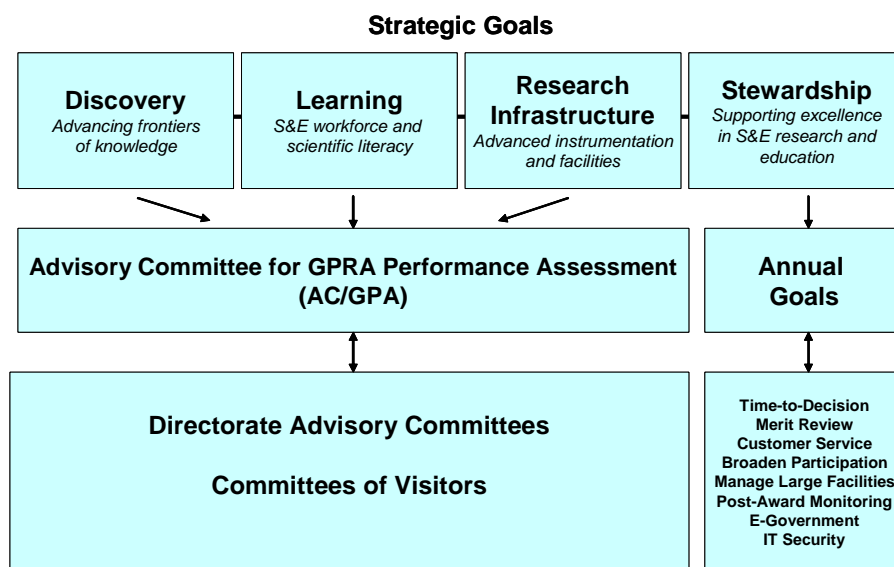 Strategic Goals
Discovery
Advancing frontiers
of knowledge
Learning
S&E workforce and
scientific literacy
Research
Infrastructure
Advanced instrumentation
and facilities
Stewardship
Supporting excellence
in S&E research and
education
Advisory Committee for GPRA Performance Assessment
(AC/GPA)
Annual
Goals
Directorate Advisory Committees
Committees of Visitors
Time-to-Decision
Merit Review
Customer Service
Broaden Participation
Manage Large Facilities
Post-Award Monitoring
E-Government
IT Security